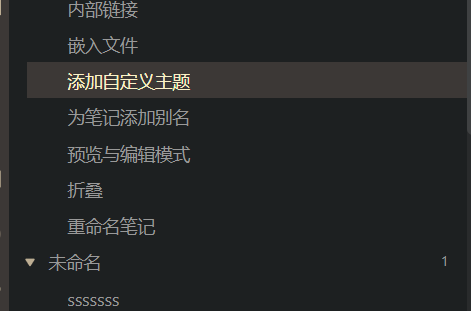 内部链接
嵌入文件
添加自定义主题
为笔记添加别名
预览与编辑模式
折叠
重命名笔记
未命名 1
sssssss